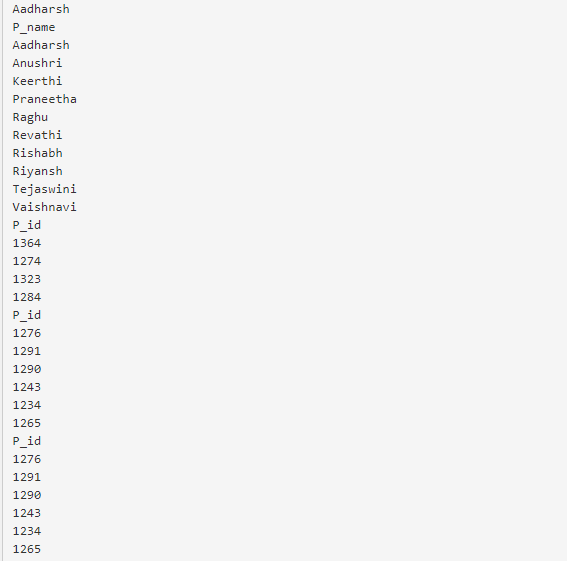 Aadharsh
P_name
Aadharsh
Anushri
Keerthi
Praneetha
Raghu
Revathi
Rishabh
Riyansh
Tejaswini
Vaishnavi
P_id
1364
1274
1323
1284
P_id
1276
1291
1290
1243
1234
1265
P_id
1276
1291
1290
1243
1234
1265